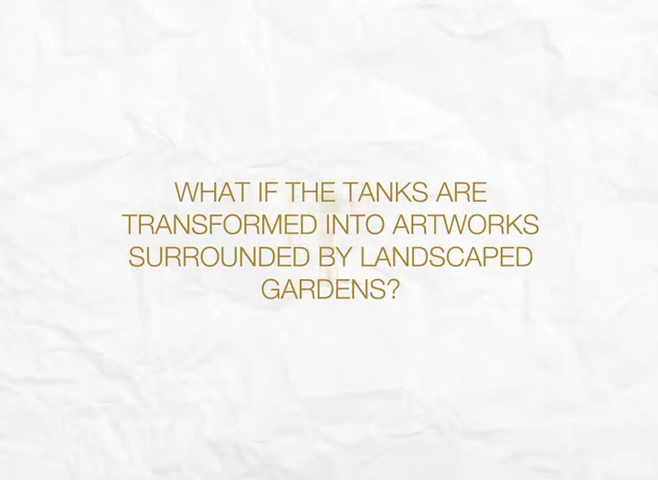 WHAT IF THE TANKS ARE
TRANSFORMED INTO ARTWORKS
SURROUNDED BY LANDSCAPED
GARDENS?